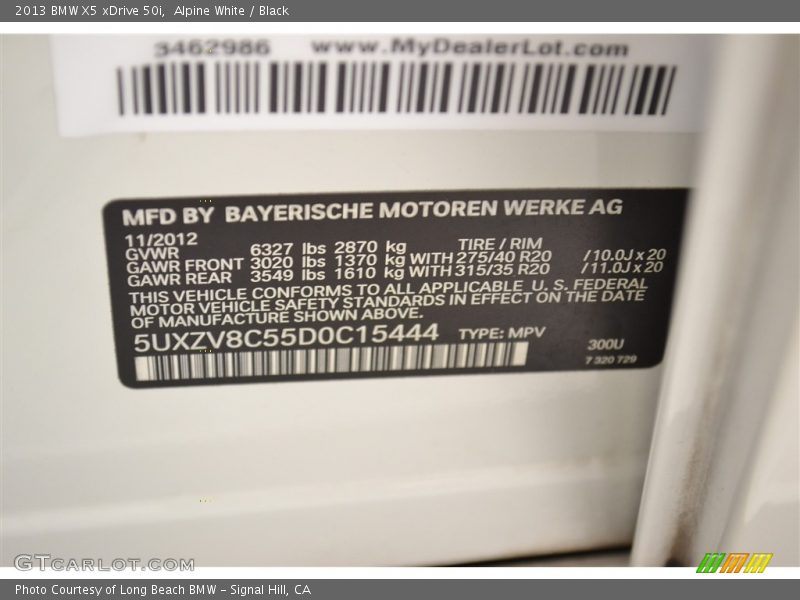 2013 BMW X5 xDrive 50i,  Alpine White / Black
3462986 www.MyDealerLot.com
MFD BY BAYERISCHE MOTOREN WERKE AG
11/2012 TIRE / RIM
GVWR 6327 lbs 2870 kg
GAWR FRONT 3020 lbs 1370 kg WITH 275/40 R20 /10.0J x 20
GAWR REAR 3549 lbs 1610 kg WITH 315/35 R20 /11.0J x 20
THIS VEHICLE CONFORMS TO ALL APPLICABLE U. S. FEDERAL
MOTOR VEHICLE SAFETY STANDARDS IN EFFECT ON THE DATE
OF MANUFACTURE SHOWN ABOVE.
5UXZV8C55D0C15444 TYPE: MPV
300U
7 320 729
GTCARLOT.COM
Photo Courtesy of Long Beach BMW - Signal Hill, CA